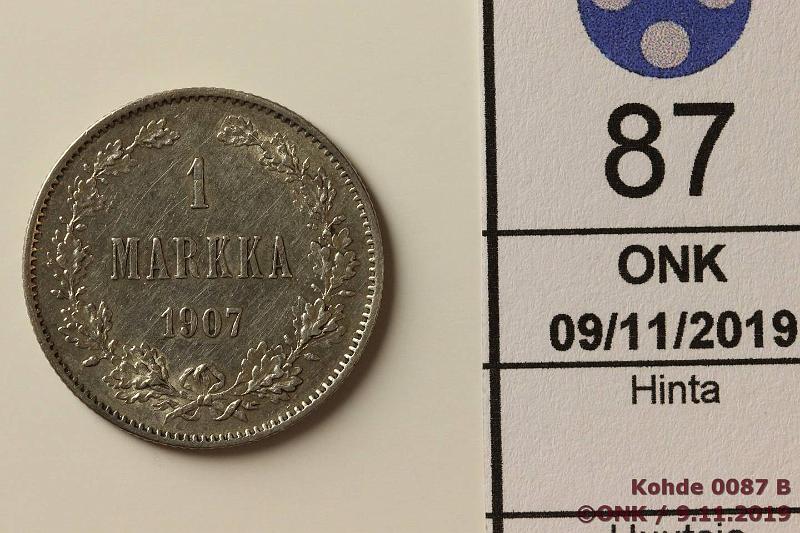 1
MARKKA
1907
87
ONK
09/11/2019
Hinta
Kohde 0087 B
©ONK / 9.11.2019